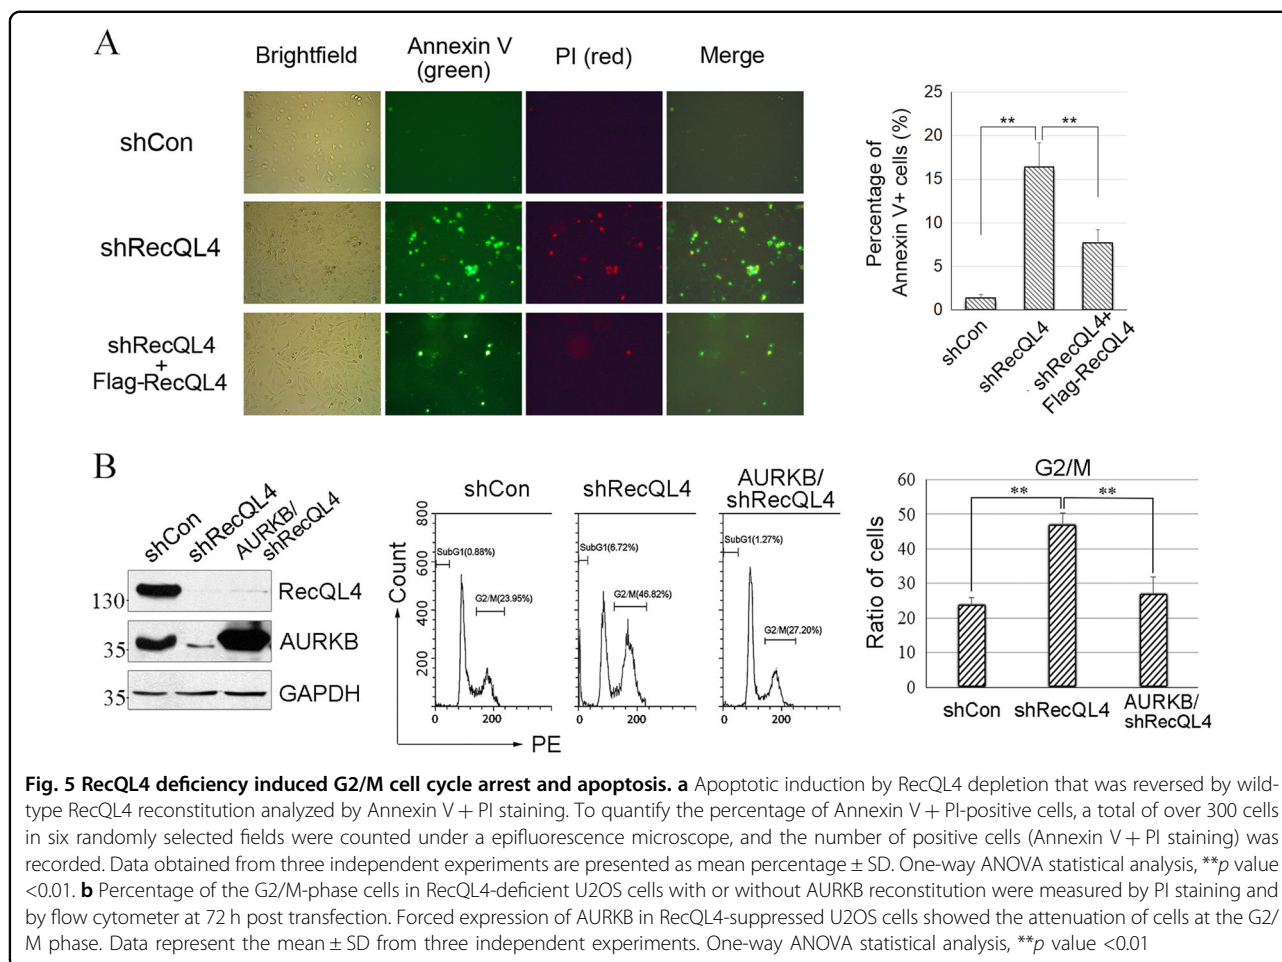 A
Brightfield
Annexin V
(green)
PI (red)
Merge
shCon
shRecQL4
shRecQL4
+
Flag-RecQL4
Percentage of
Annexin V+ cells (%)
25
20
15
10
5
0
**
**
shCon
shRecQL4
shRecQL4+
Flag-RecQL4
B
shCon
shRecQL4
AURKB/
shRecQL4
130
RecQL4
35
AURKB
35
GAPDH
shCon
shRecQL4
AURKB/
shRecQL4
Count
800
600
400
200
SubG1(0.88%)
G2/M(23.95%)
SubG1(6.72%)
G2/M(46.82%)
SubG1(1.27%)
G2/M(27.20%)
0
200
0
200
0
200
PE
G2/M
Ratio of cells
60
50
40
30
20
10
0
**
**
shCon
shRecQL4
AURKB/
shRecQL4
Fig. 5 RecQL4 deficiency induced G2/M cell cycle arrest and apoptosis. a Apoptotic induction by RecQL4 depletion that was reversed by wild-
type RecQL4 reconstitution analyzed by Annexin V + PI staining. To quantify the percentage of Annexin V + PI-positive cells, a total of over 300 cells
in six randomly selected fields were counted under a epifluorescence microscope, and the number of positive cells (Annexin V + PI staining) was
recorded. Data obtained from three independent experiments are presented as mean percentage ± SD. One-way ANOVA statistical analysis, **p value
<0.01. b Percentage of the G2/M-phase cells in RecQL4-deficient U2OS cells with or without AURKB reconstitution were measured by PI staining and
by flow cytometer at 72 h post transfection. Forced expression of AURKB in RecQL4-suppressed U2OS cells showed the attenuation of cells at the G2/
M phase. Data represent the mean ± SD from three independent experiments. One-way ANOVA statistical analysis, **p value <0.01